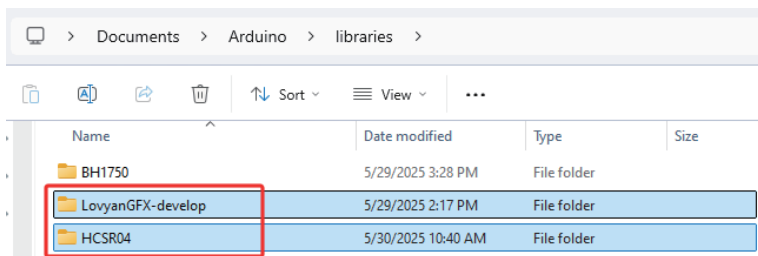 > Documents > Arduino > libraries >
Sort View ...
Name Date modified Type Size
BH1750 5/29/2025 3:28 PM File folder
LovyanGFX-develop 5/29/2025 2:17 PM File folder
HCSR04 5/30/2025 10:40 AM File folder